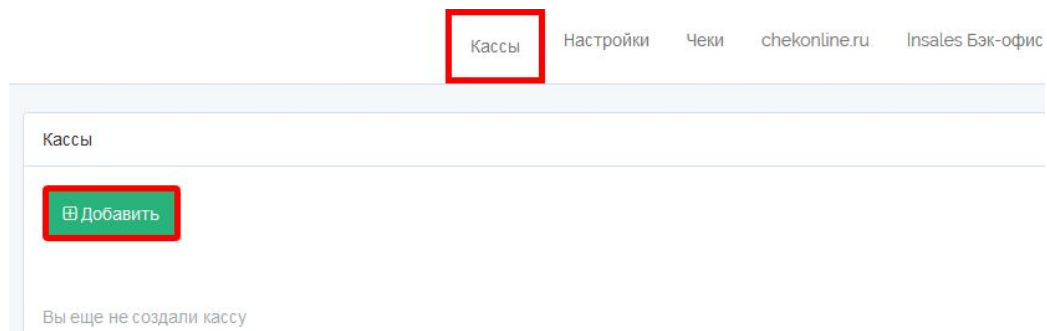 Кассы Настройки Чеки chekonline.ru Insales Бэк-офис
Кассы
Добавить
Вы еще не создали кассу